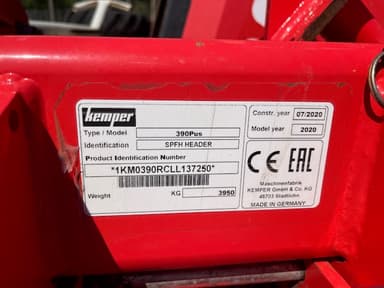 kemper
Constr. year 07/2020
Type / Model 390Pus
Model year 2020
Identification SPFH HEADER
Product Identification Number
*1KM0390RCLL137250*
CE EAC
Weight KG 3950
Maschinenfabrik
KEMPER GmbH & Co. KG
48703 Stadtlohn
MADE IN GERMANY